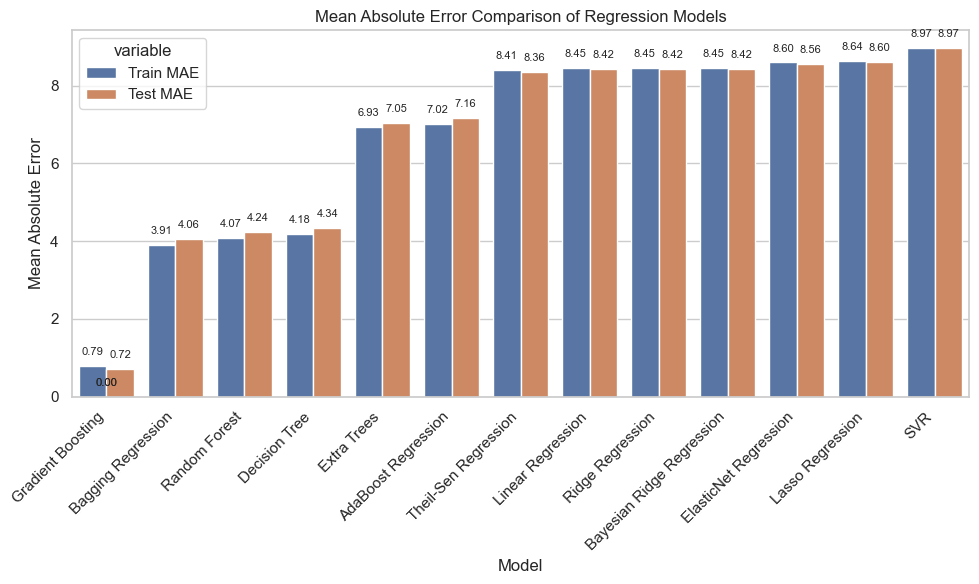 Mean Absolute Error Comparison of Regression Models
variable
Train MAE
Test MAE
Mean Absolute Error
8
6
4
2
0
0.79 0.72
0.00
3.91 4.06
4.07 4.24
4.18 4.34
6.93 7.05
7.02 7.16
8.41 8.36
8.45 8.42
8.45 8.42
8.45 8.42
8.60 8.56
8.64 8.60
8.97 8.97
Gradient Boosting
Bagging Regression
Random Forest
Decision Tree
Extra Trees
AdaBoost Regression
Theil-Sen Regression
Linear Regression
Ridge Regression
Bayesian Ridge Regression
ElasticNet Regression
Lasso Regression
SVR
Model